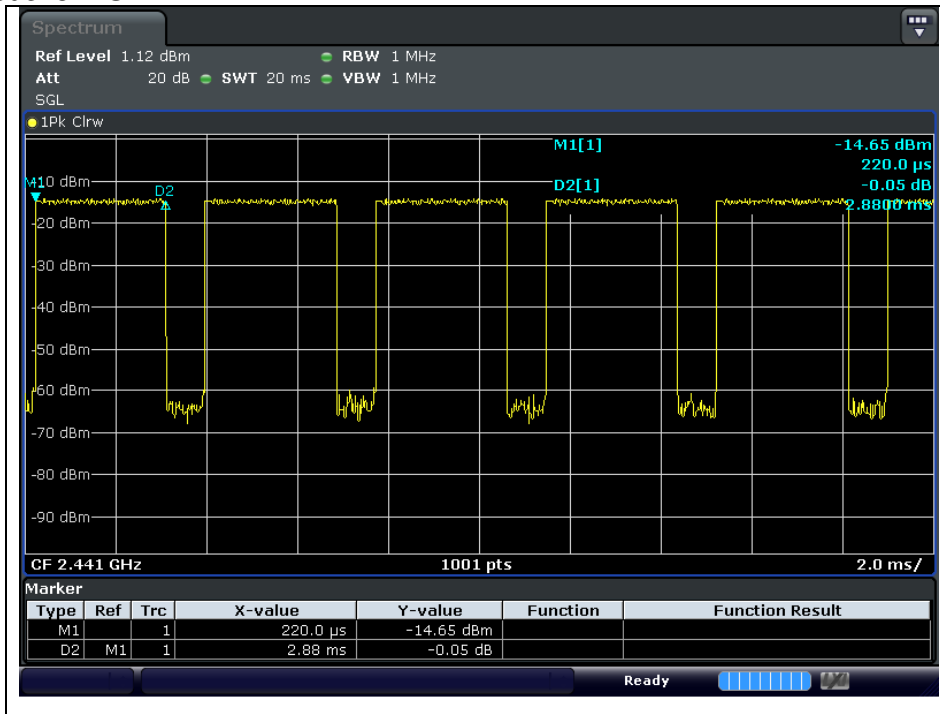 Spectrum
Ref Level 1.12 dBm RBW 1 MHz
Att 20 dB SWT 20 ms VBW 1 MHz
SGL
1Pk Clrw
M1[1] -14.65 dBm
220.0 µs
-10 dBm D2[1] -0.05 dB
D2 2.8800 ms
-20 dBm
-30 dBm
-40 dBm
-50 dBm
-60 dBm
-70 dBm
-80 dBm
-90 dBm
CF 2.441 GHz 1001 pts 2.0 ms/
Marker
Type Ref Trc X-value Y-value Function Function Result
M1 1 220.0 µs -14.65 dBm
D2 M1 1 2.88 ms -0.05 dB
Ready